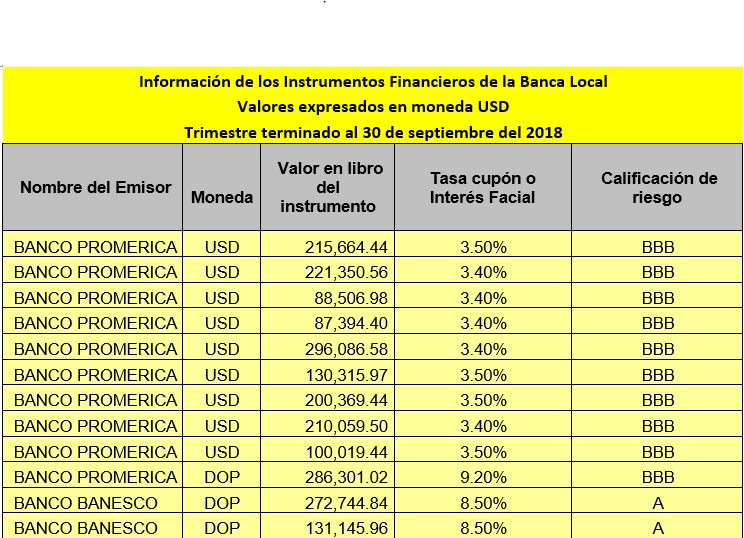 Información de los Instrumentos Financieros de la Banca Local
Valores expresados en moneda USD
Trimestre terminado al 30 de septiembre del 2018
Nombre del Emisor Moneda Valor en libro del instrumento Tasa cupón o Interés Facial Calificación de riesgo
BANCO PROMERICA USD 215,664.44 3.50% BBB
BANCO PROMERICA USD 221,350.56 3.40% BBB
BANCO PROMERICA USD 88,506.98 3.40% BBB
BANCO PROMERICA USD 87,394.40 3.40% BBB
BANCO PROMERICA USD 296,086.58 3.40% BBB
BANCO PROMERICA USD 130,315.97 3.50% BBB
BANCO PROMERICA USD 200,369.44 3.50% BBB
BANCO PROMERICA USD 210,059.50 3.40% BBB
BANCO PROMERICA USD 100,019.44 3.50% BBB
BANCO PROMERICA DOP 286,301.02 9.20% BBB
BANCO BANESCO DOP 272,744.84 8.50% A
BANCO BANESCO DOP 131,145.96 8.50% A